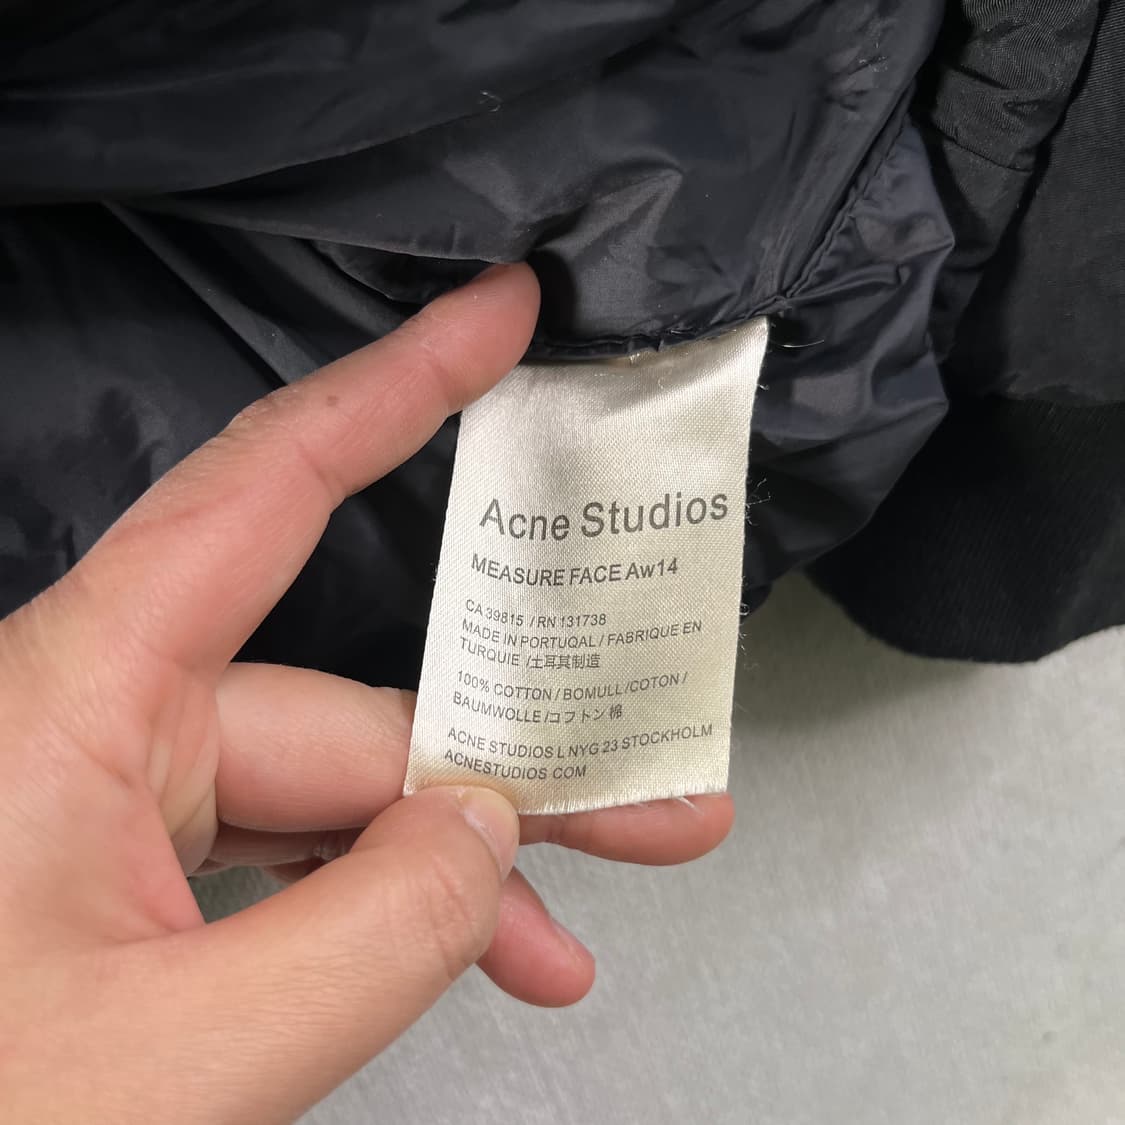 Acne Studios
MEASURE FACE Aw14
CA 39815 / RN 131738
MADE IN PORTUQAL / FABRIQUE EN
TURQUIE /土耳其制造
100% COTTON / BOMULL /COTON /
BAUMWOLLE /コフトン 棉
ACNE STUDIOS L NYG 23 STOCKHOLM
ACNESTUDIOS COM